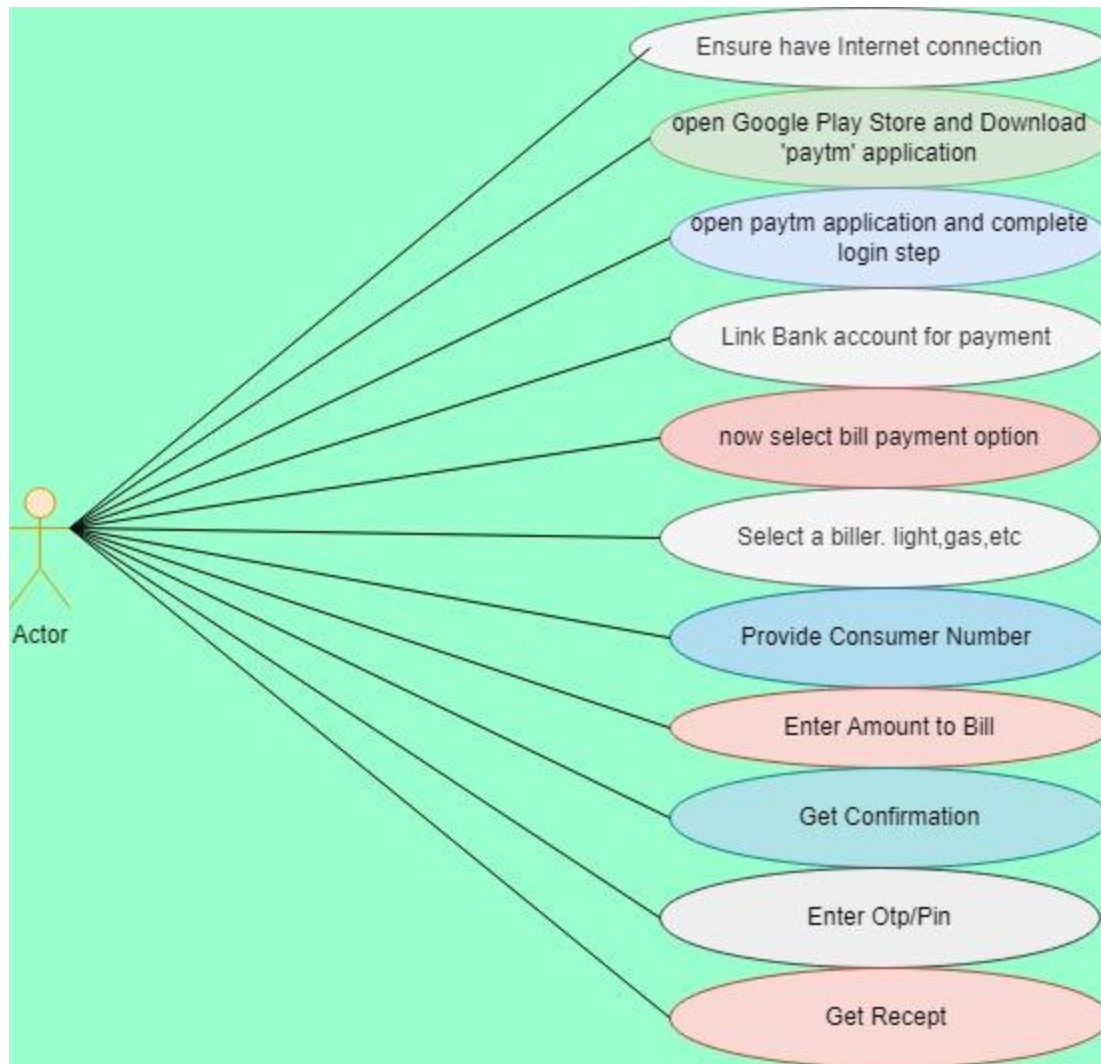 Ensure have Internet connection
open Google Play Store and Download
'paytm' application
open paytm application and complete
login step
Link Bank account for payment
now select bill payment option
Select a biller. light,gas,etc
Provide Consumer Number
Actor
Enter Amount to Bill
Get Confirmation
Enter Otp/Pin
Get Recept